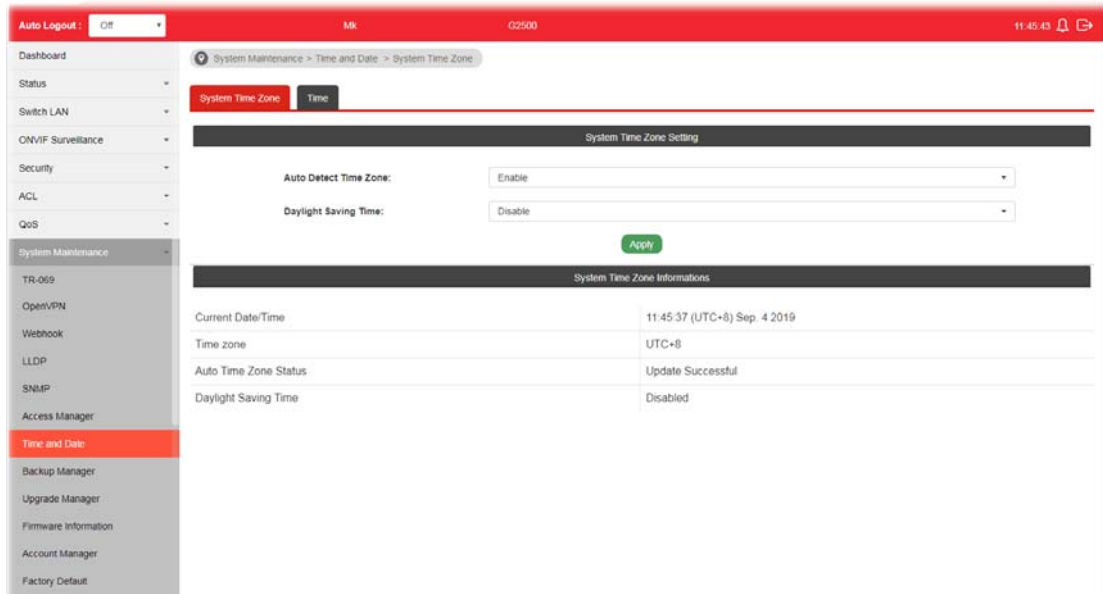 Auto Logout : Off Mk G2500 11:45:43
Dashboard
Status
Switch LAN
ONVIF Surveillance
Security
ACL
QoS
System Maintenance
TR-069
OpenVPN
Webhook
LLDP
SNMP
Access Manager
Time and Date
Backup Manager
Upgrade Manager
Firmware Information
Account Manager
Factory Default
System Maintenance > Time and Date > System Time Zone
System Time Zone Time
System Time Zone Setting
Auto Detect Time Zone: Enable
Daylight Saving Time: Disable
Apply
System Time Zone Informations
Current Date/Time 11:45:37 (UTC+8) Sep. 4 2019
Time zone UTC+8
Auto Time Zone Status Update Successful
Daylight Saving Time Disabled